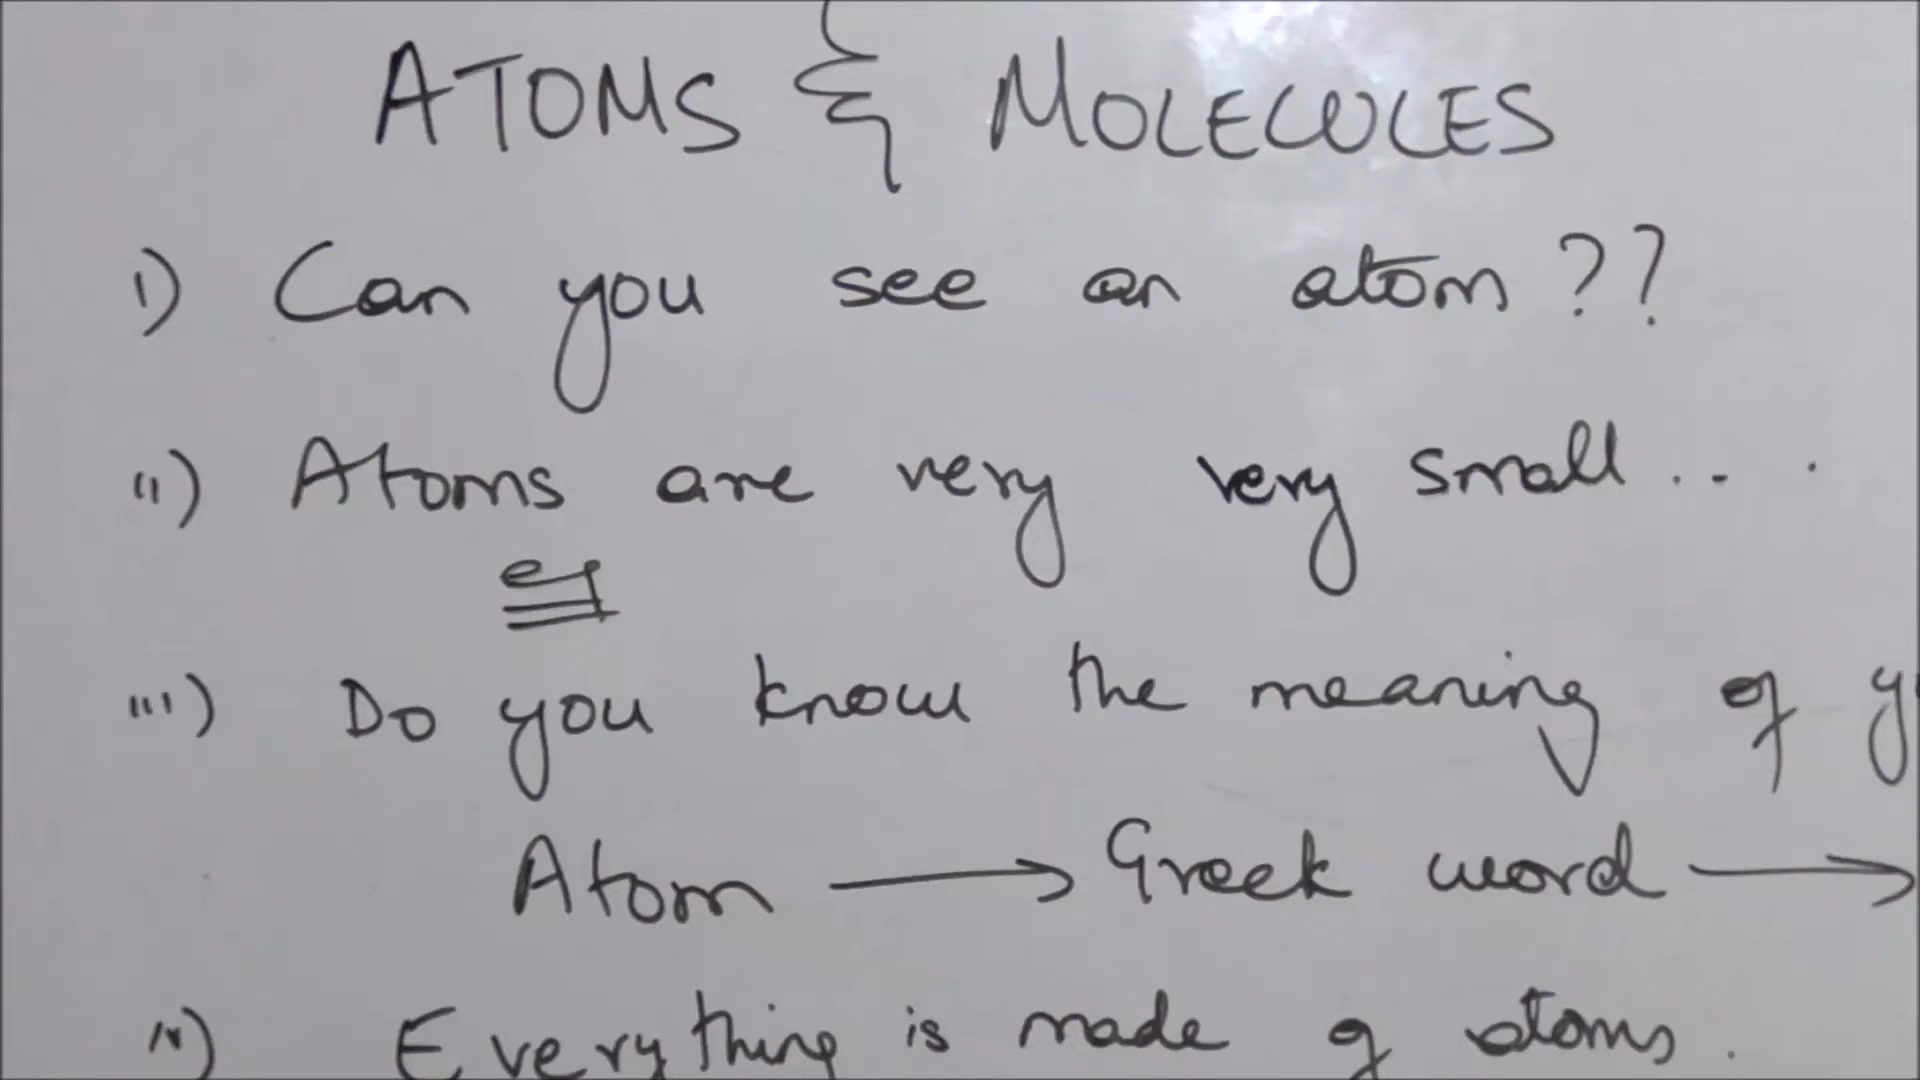 ATOMS & MOLECULES
i) Can you see an atom ??
ii) Atoms are very very small . . .
eg
iii) Do you know the meaning of y
Atom → Greek word →
iv) Everything is made of atoms .